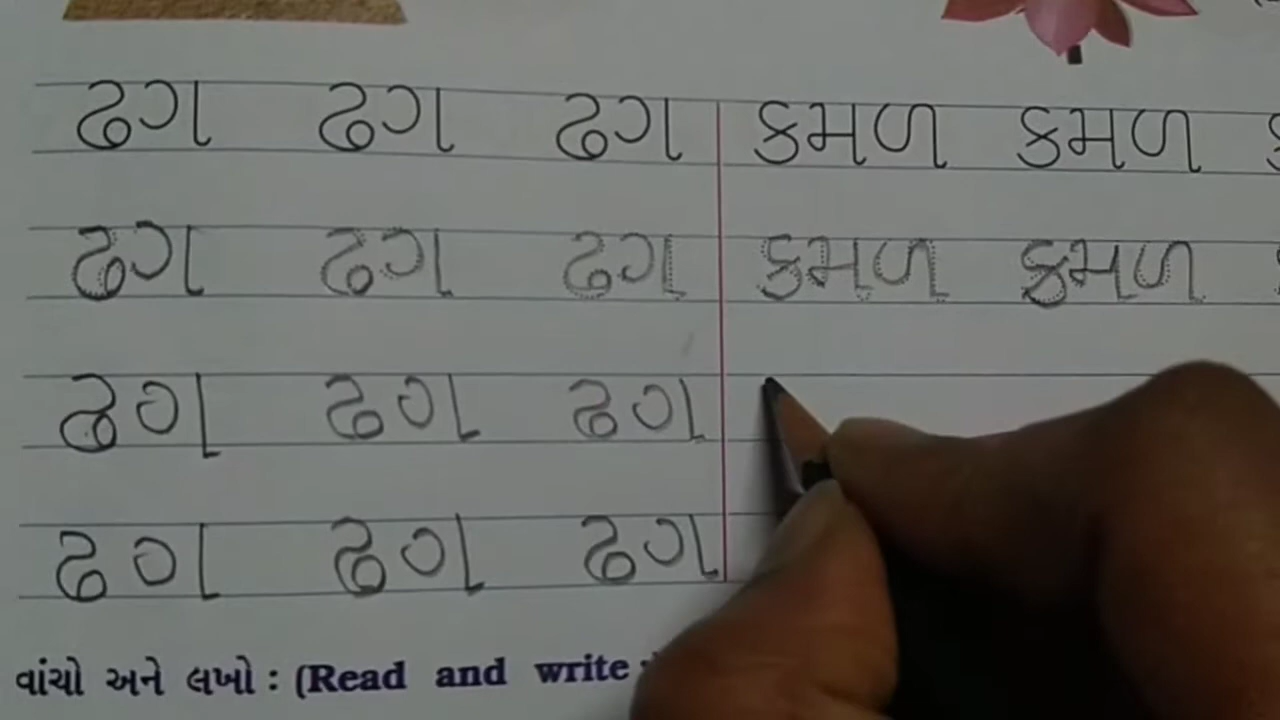 ઢગ ઢગ ઢગ કમળ કમળ
ઢગ ઢગ ઢગ કમળ કમળ
ઢગ ઢગ ઢગ
ઢગ ઢગ ઢગ
વાંચો અને લખો : (Read and write :